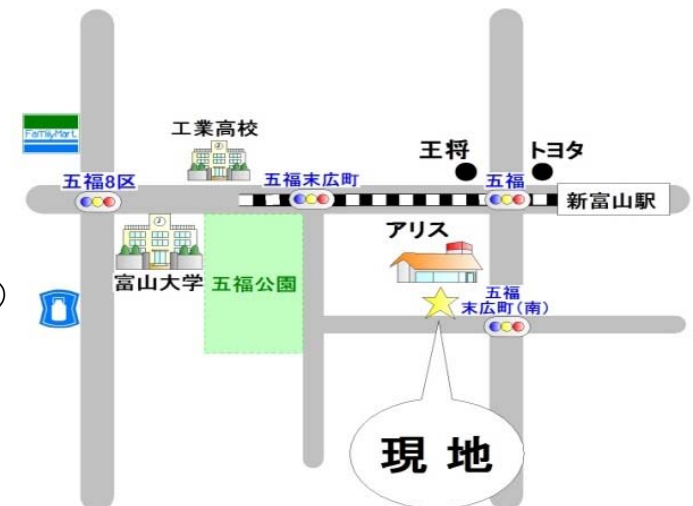 FamilyMart
工業高校
王将
トヨタ
五福8区
五福末広町
五福
新富山駅
アリス
富山大学
五福公園
五福
末広町(南)
現地